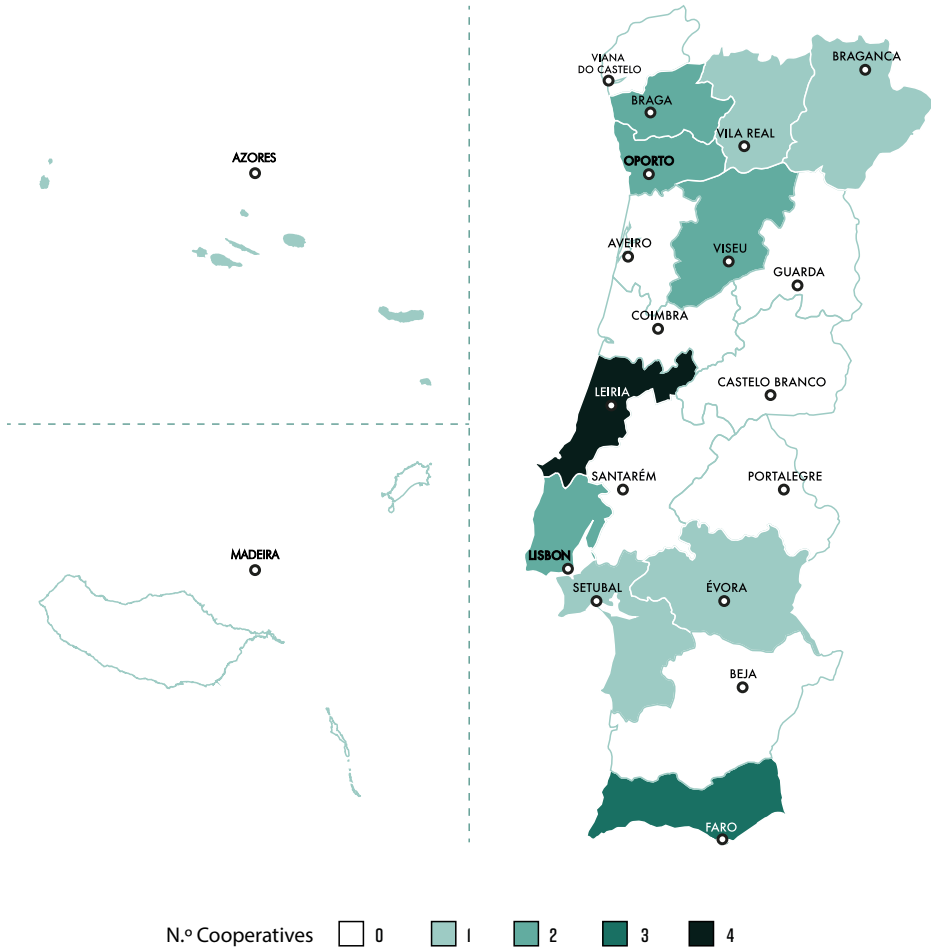 VIANA
DO CASTELO
BRAGANCA
BRAGA
VILA REAL
OPORTO
AZORES
AVEIRO
VISEU
GUARDA
COIMBRA
LEIRIA
CASTELO BRANCO
SANTARÉM
PORTALEGRE
MADEIRA
LISBON
SETUBAL
ÉVORA
BEJA
FARO
N.º Cooperatives 0 1 2 3 4